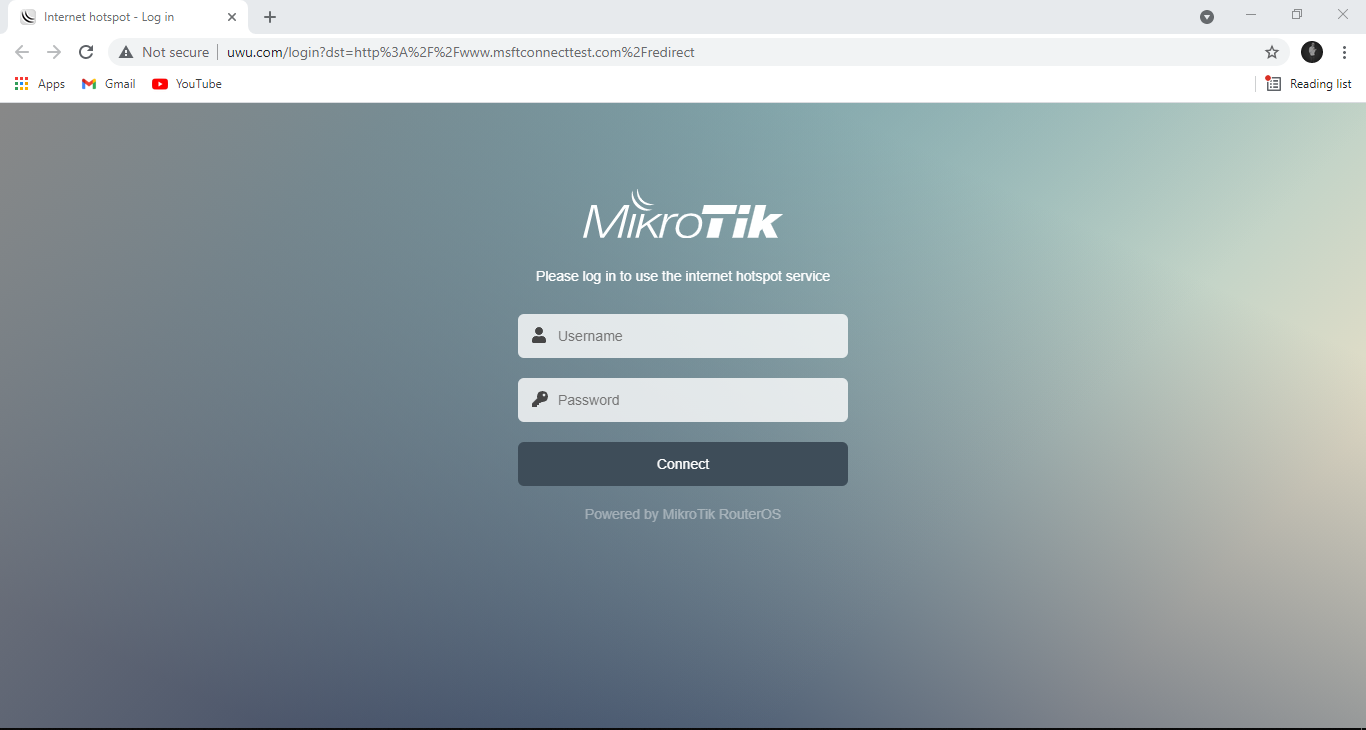 Internet hotspot - Log in
Not secure
uwu.com/login?dst=http%3A%2F%2Fwww.msftconnecttest.com%2Fredirect
Apps
Gmail
YouTube
Reading list
MikroTik
Please log in to use the internet hotspot service
Username
Password
Connect
Powered by MikroTik RouterOS